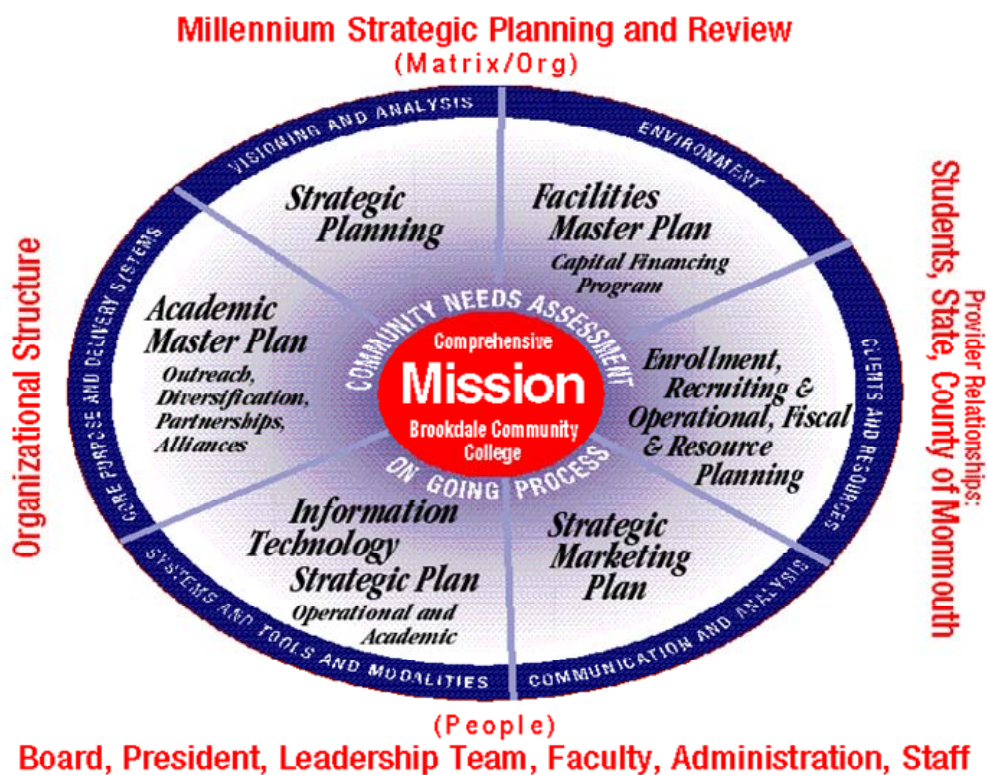 Millennium Strategic Planning and Review
(Matrix/Org)
VISIONING AND ANALYSIS
ENVIRONMENT
Strategic
Planning
Facilities
Master Plan
Capital Financing
Program
Organizational Structure
CORE PURPOSE AND DELIVERY SYSTEMS
Academic
Master Plan
Outreach,
Diversification,
Partnerships,
Alliances
COMMUNITY NEEDS ASSESSMENT
Comprehensive
Mission
Brookdale Community
College
ON GOING PROCESS
Enrollment,
Recruiting &
Operational, Fiscal
& Resource
Planning
CLIENTS AND RESOURCES
Provider Relationships:
Students, State, County of Monmouth
Information
Technology
Strategic Plan
Operational and
Academic
Strategic
Marketing
Plan
SYSTEMS AND TOOLS AND MODALITIES
COMMUNICATION AND ANALYSIS
(People)
Board, President, Leadership Team, Faculty, Administration, Staff